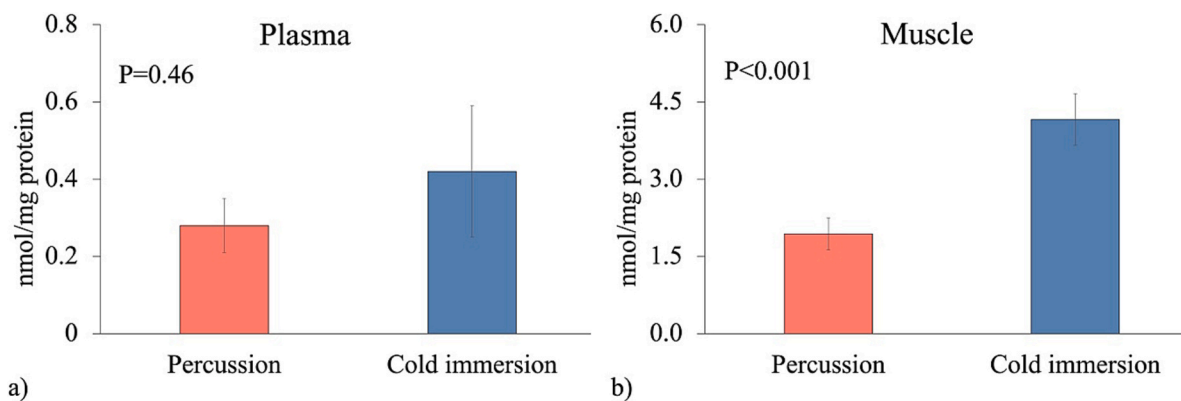 Plasma
P=0.46
nmol/mg protein
0.8
0.6
0.4
0.2
0
Percussion
Cold immersion
a)
Muscle
P<0.001
nmol/mg protein
6.0
4.5
3.0
1.5
0.0
Percussion
Cold immersion
b)